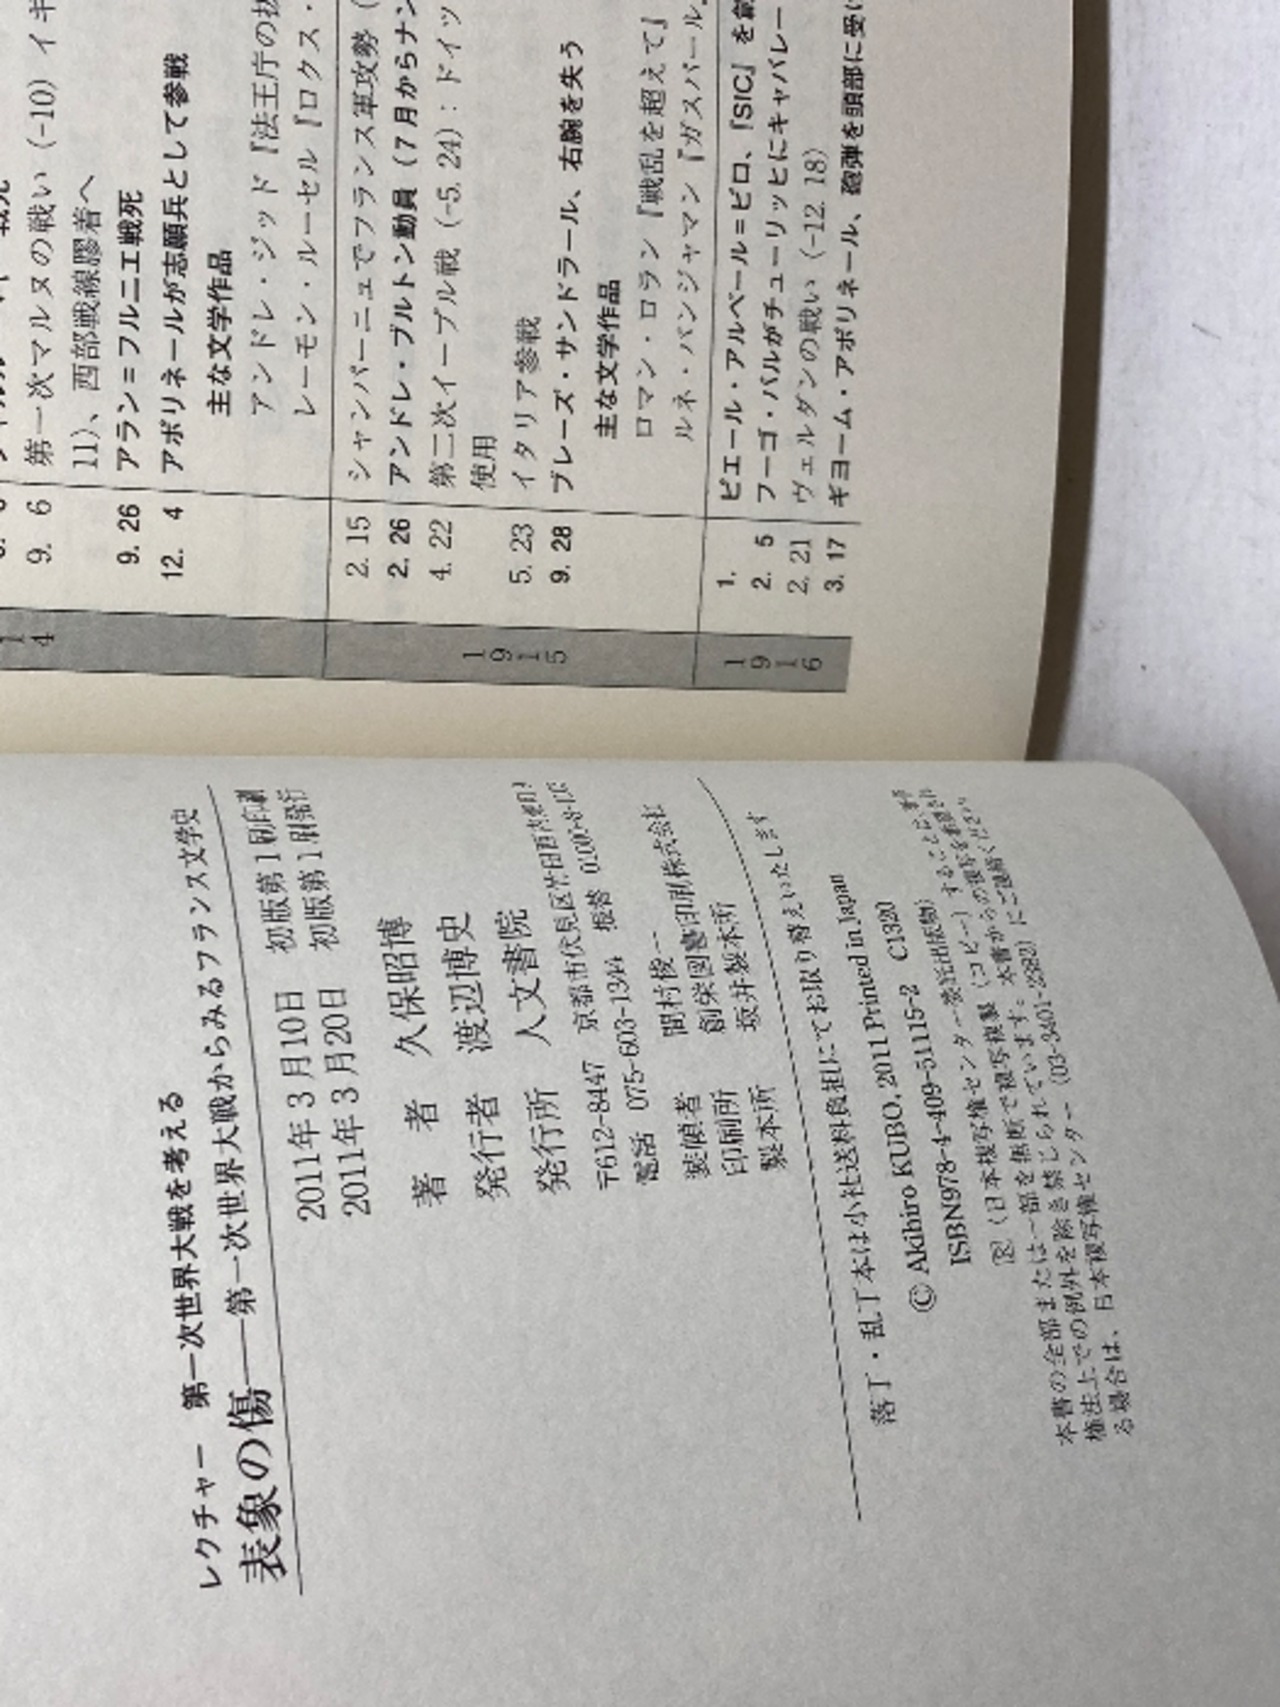 9. 6 第一次マルヌの戦い (-10) イギ
11)、西部戦線膠着へ
9. 26 アラン＝フルニエ戦死
12. 4 アポリネールが志願兵として参戦
主な文学作品
アンドレ・ジッド『法王庁の抜
レーモン・ルーセル『ロクス・
1915
2. 15 シャンパーニュでフランス軍攻勢 (
2. 26 アンドレ・ブルトン動員 (7月からナン
4. 22 第二次イープル戦 (-5. 24)：ドイツ
使用
5. 23 イタリア参戦
9. 28 ブレーズ・サンドラール、右腕を失う
主な文学作品
ロマン・ロラン『戦乱を超えて』
ルネ・バンジャマン『ガスパール』
1916
1. ピエール・アルベール＝ビロ、『SIC』を創
2. 5 フーゴ・バルがチューリッヒにキャバレー
2. 21 ヴェルダンの戦い (-12. 18)
3. 17 ギヨーム・アポリネール、砲弾を頭部に受け
レクチャー 第一次世界大戦を考える
表象の傷――第一次世界大戦からみるフランス文学史
2011年3月10日 初版第1刷印刷
2011年3月20日 初版第1刷発行
著者 久保昭博
発行者 渡辺博史
発行所 人文書院
〒612-8447 京都市伏見区竹田西内畑町
電話 075-603-1344 振替 01000-8-1103
装幀者 間村俊一
印刷所 創栄図書印刷株式会社
製本所 坂井製本所
落丁・乱丁本は小社送料負担にてお取り替えいたします
© Akihiro KUBO, 2011 Printed in Japan
ISBN978-4-409-51115-2 C1320
(日本複写権センター委託出版物)
本書の全部または一部を無断で複写複製 (コピー) することは、著作
権法上での例外を除き禁じられています。本書からの複写を希望され
る場合は、日本複写権センター (03-3401-2382) にご連絡ください。